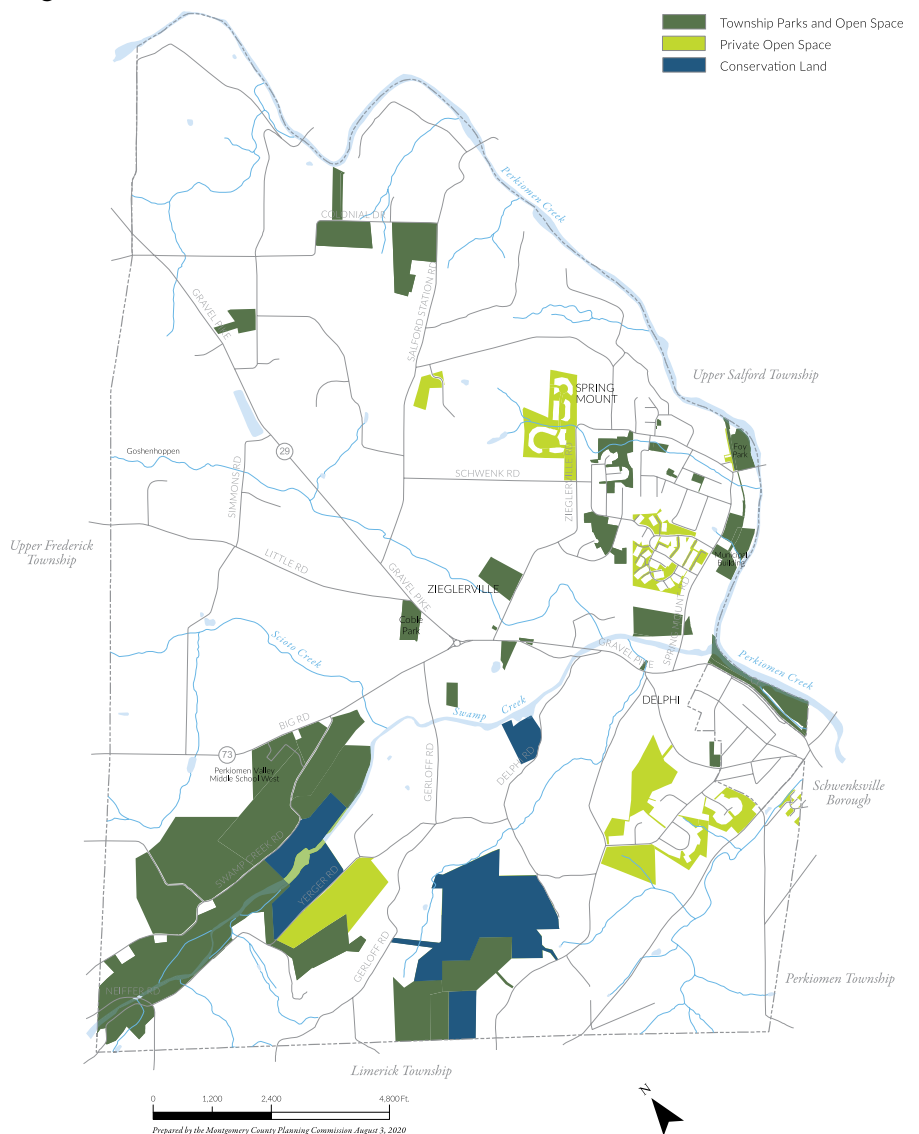 Township Parks and Open Space
Private Open Space
Conservation Land
Perkiomen Creek
COLONIAL DR
GRAVEL PIKE
SALFORD STATION RD
Upper Salford Township
SPRING
MOUNT
Foy
Park
Goshenhoppen
29
SIMMONS RD
SCHWENK RD
ZIEGLERVILLE RD
Upper Frederick
Township
LITTLE RD
GRAVEL PIKE
ZIEGLERVILLE
Municipal
Building
Coble
Park
SPRING MOUNT RD
Scioto Creek
GRAVEL PIKE
Perkiomen Creek
Swamp Creek
DELPHI
BIG RD
73
Perkiomen Valley
Middle School West
GERLOFF RD
DELPHI RD
Schwenksville
Borough
SWAMP CREEK RD
YERGER RD
GERLOFF RD
NEIFFER RD
Perkiomen Township
Limerick Township
0 1,200 2,400 4,800 Ft.
N
Prepared by the Montgomery County Planning Commission August 3, 2020